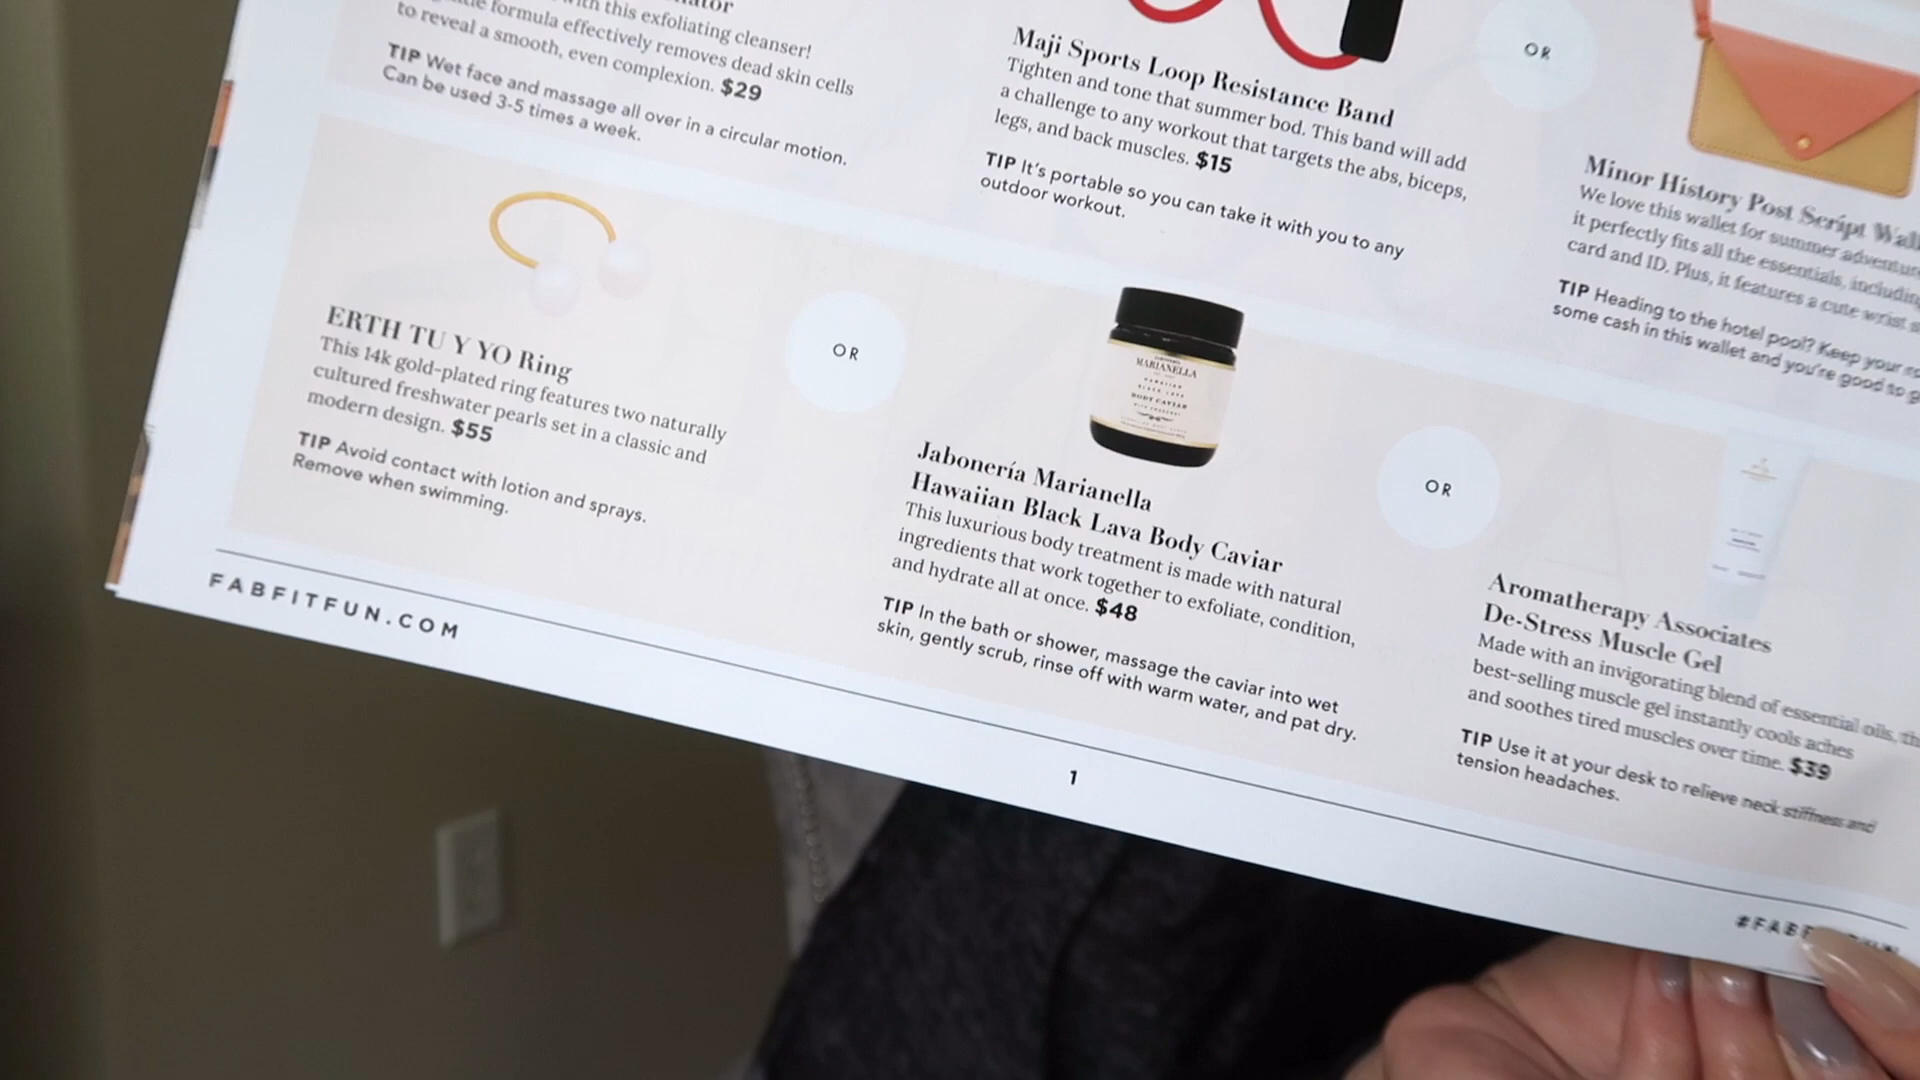 with this exfoliating cleanser!
formula effectively removes dead skin cells
to reveal a smooth, even complexion. $29
TIP Wet face and massage all over in a circular motion.
Can be used 3-5 times a week.
Maji Sports Loop Resistance Band
Tighten and tone that summer bod. This band will add
a challenge to any workout that targets the abs, biceps,
legs, and back muscles. $15
TIP It's portable so you can take it with you to any
outdoor workout.
OR
Minor History Post Script
We love this wallet for summer
it perfectly fits all the essentials, including
card and ID. Plus, it features a cute wrist
TIP Heading to the hotel pool? Keep your
some cash in this wallet and you're good to
ERTH TU Y YO Ring
This 14k gold-plated ring features two naturally
cultured freshwater pearls set in a classic and
modern design. $55
TIP Avoid contact with lotion and sprays.
Remove when swimming.
OR
MARIANELLA
HAWAIIAN
BLACK LAVA
BODY CAVIAR
Jabonería Marianella
Hawaiian Black Lava Body Caviar
This luxurious body treatment is made with natural
ingredients that work together to exfoliate, condition,
and hydrate all at once. $48
TIP In the bath or shower, massage the caviar into wet
skin, gently scrub, rinse off with warm water, and pat dry.
OR
Aromatherapy Associates
De-Stress Muscle Gel
Made with an invigorating blend of essential oils,
best-selling muscle gel instantly cools aches
and soothes tired muscles over time. $39
TIP Use it at your desk to relieve neck stiffness and
tension headaches.
FABFITFUN.COM
1